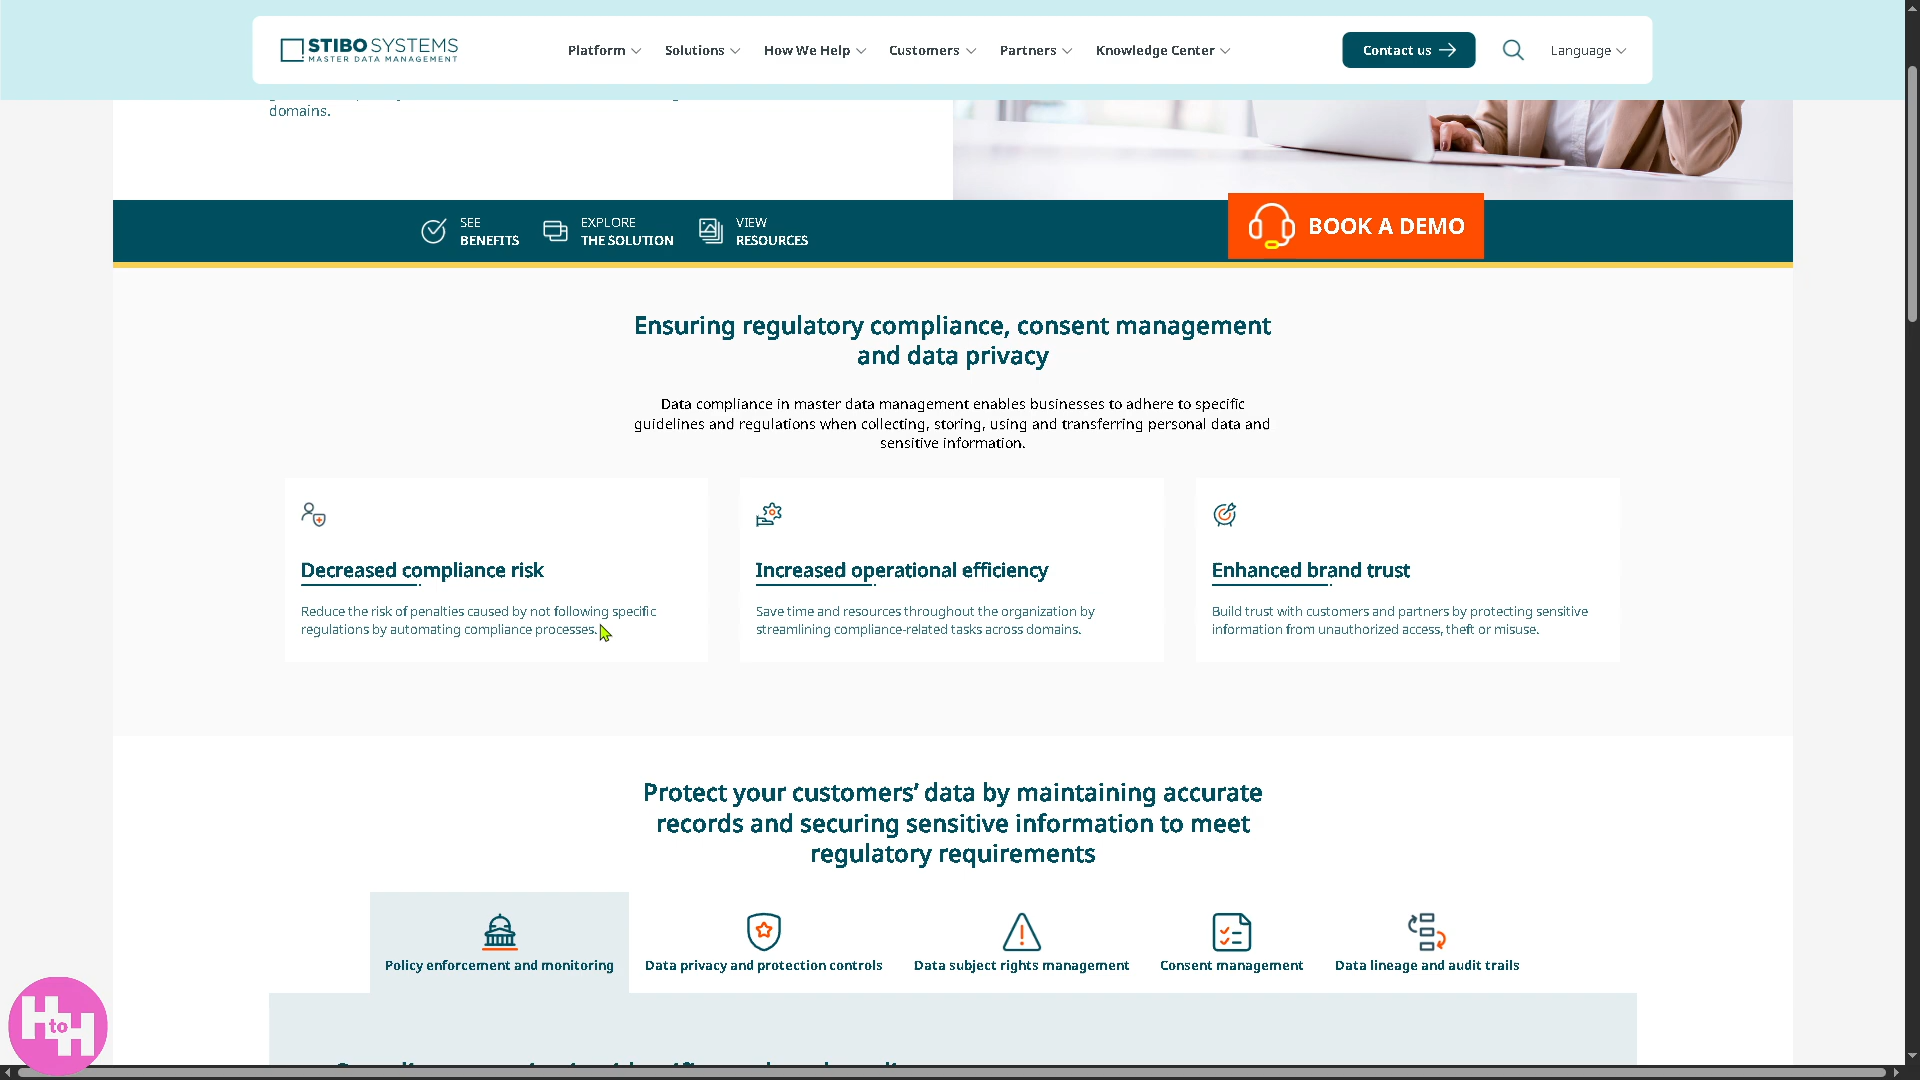 STIBO SYSTEMS
MASTER DATA MANAGEMENT
Platform
Solutions
How We Help
Customers
Partners
Knowledge Center
Contact us
Language
domains.
SEE
BENEFITS
EXPLORE
THE SOLUTION
VIEW
RESOURCES
BOOK A DEMO
Ensuring regulatory compliance, consent management
and data privacy
Data compliance in master data management enables businesses to adhere to specific
guidelines and regulations when collecting, storing, using and transferring personal data and
sensitive information.
Decreased compliance risk
Reduce the risk of penalties caused by not following specific
regulations by automating compliance processes.
Increased operational efficiency
Save time and resources throughout the organization by
streamlining compliance-related tasks across domains.
Enhanced brand trust
Build trust with customers and partners by protecting sensitive
information from unauthorized access, theft or misuse.
Protect your customers’ data by maintaining accurate
records and securing sensitive information to meet
regulatory requirements
Policy enforcement and monitoring
Data privacy and protection controls
Data subject rights management
Consent management
Data lineage and audit trails
H to H